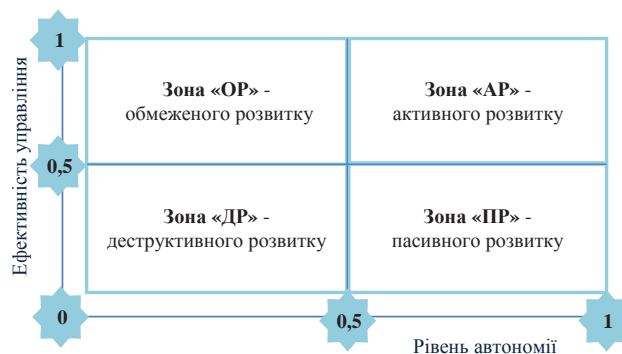 Ефективність управління
1
Зона «ОР» -
обмеженого розвитку
Зона «АР» -
активного розвитку
0,5
Зона «ДР» -
деструктивного розвитку
Зона «ПР» -
пасивного розвитку
0
0,5
1
Рівень автономії